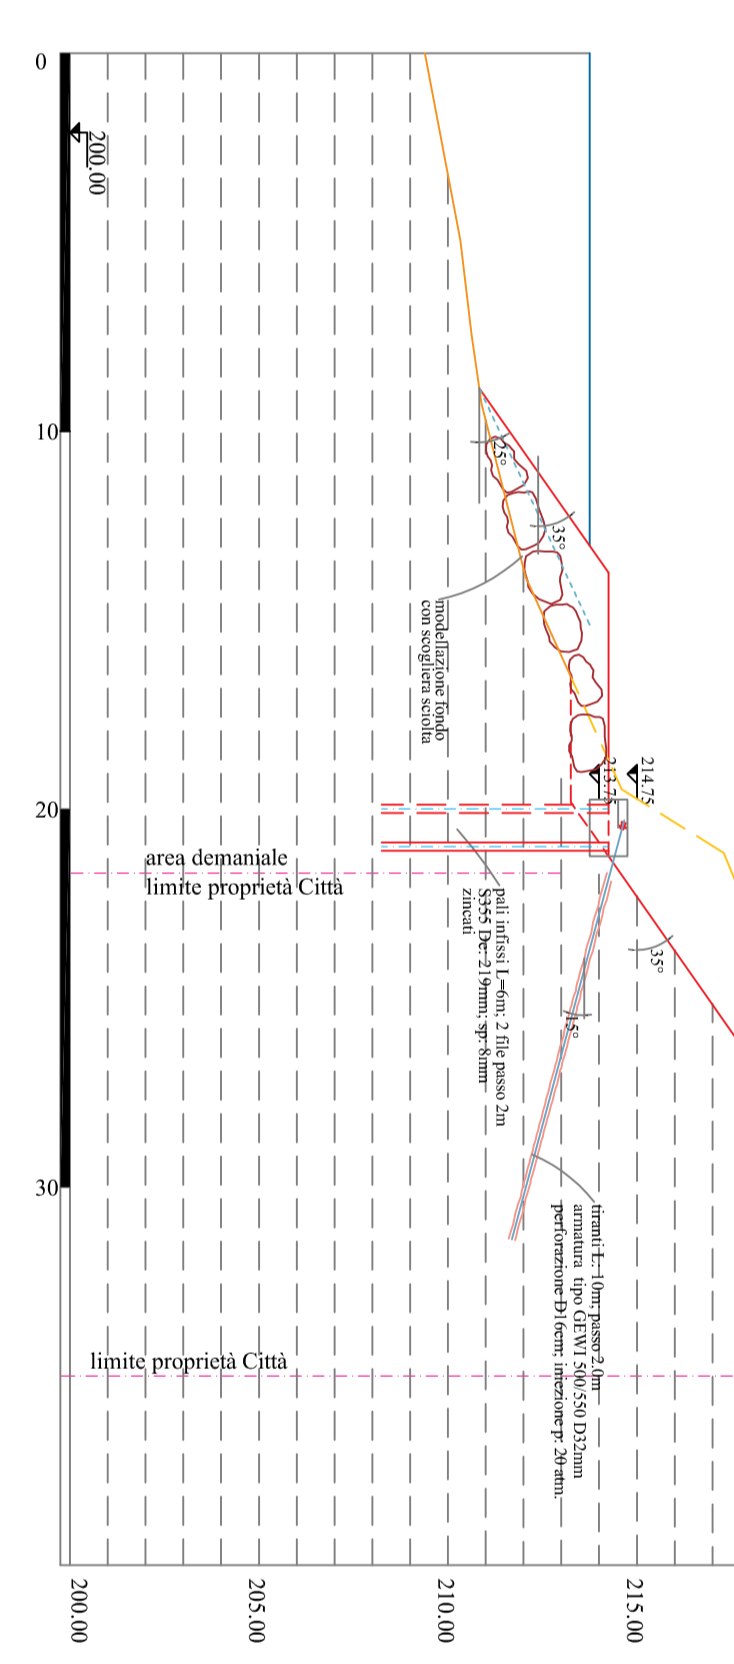 0
200.00
10
25°
35°
modellazione fondo
con scogliera sciolta
213.75
214.75
20
area demaniale
limite proprietà Città
pali infissi L=6m; 2 file passo 2m
S355 De: 219mm; sp: 8mm
zincati
35°
15°
30
tiranti L: 10m; passo 2.0m
armatura tipo GEWI 500/550 D32mm
perforazione D16cm; iniezione p: 20 atm.
limite proprietà Città
200.00
205.00
210.00
215.00